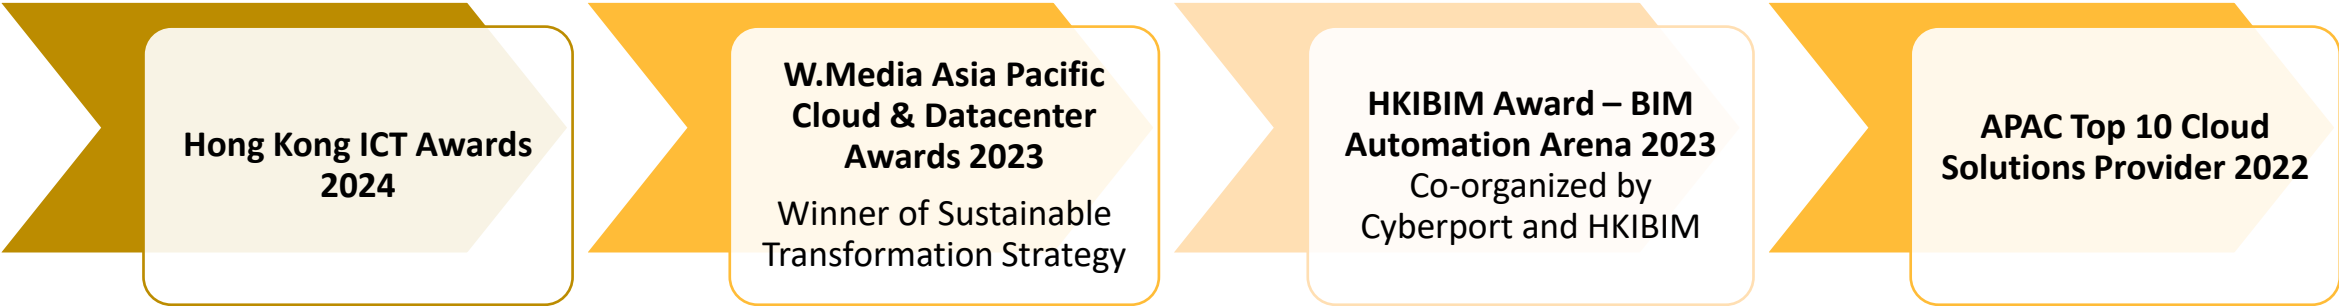 Hong Kong ICT Awards
2024
W.Media Asia Pacific
Cloud & Datacenter
Awards 2023
Winner of Sustainable
Transformation Strategy
HKIBIM Award – BIM
Automation Arena 2023
Co-organized by
Cyberport and HKIBIM
APAC Top 10 Cloud
Solutions Provider 2022